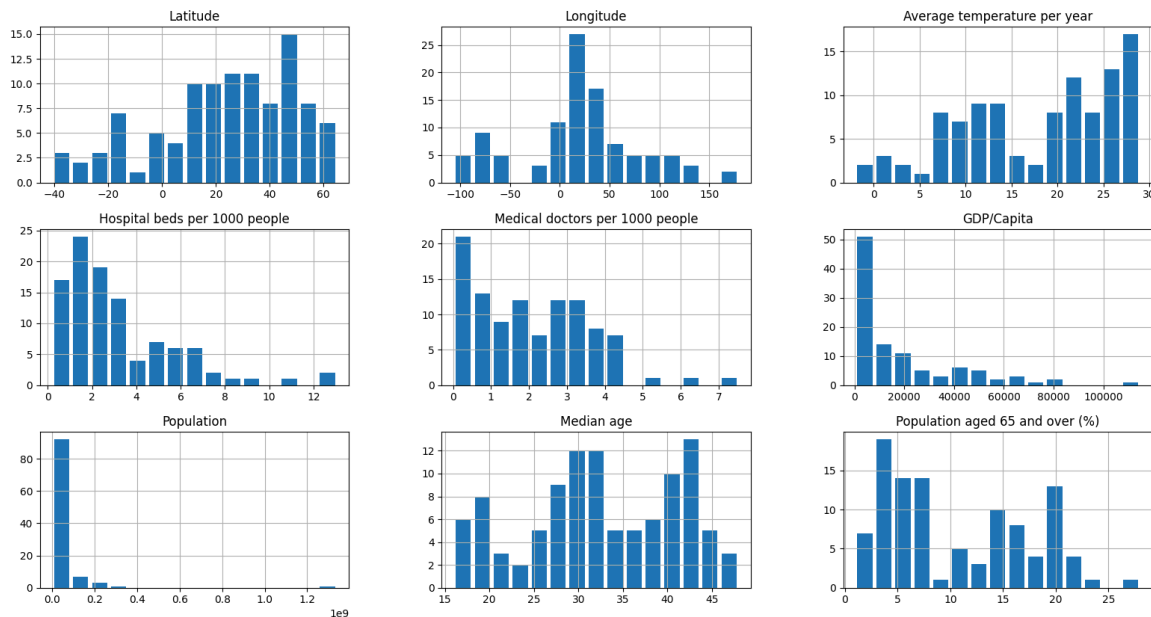 Latitude
15.0
12.5
10.0
7.5
5.0
2.5
0.0
−40 −20 0 20 40 60
Longitude
25
20
15
10
5
0
−100 −50 0 50 100 150
Average temperature per year
15
10
5
0
0 5 10 15 20 25 30
Hospital beds per 1000 people
25
20
15
10
5
0
0 2 4 6 8 10 12
Medical doctors per 1000 people
20
15
10
5
0
0 1 2 3 4 5 6 7
GDP/Capita
50
40
30
20
10
0
0 20000 40000 60000 80000 100000
Population
80
60
40
20
0
0.0 0.2 0.4 0.6 0.8 1.0 1.2
1e9
Median age
12
10
8
6
4
2
0
15 20 25 30 35 40 45
Population aged 65 and over (%)
15
10
5
0
0 5 10 15 20 25